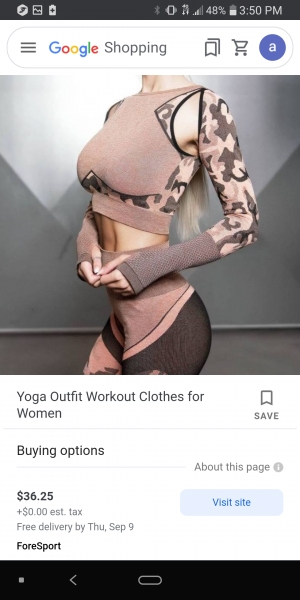 48% 3:50 PM
Google Shopping
a
Yoga Outfit Workout Clothes for
Women
SAVE
Buying options
About this page
$36.25
+$0.00 est. tax
Visit site
Free delivery by Thu, Sep 9
ForeSport